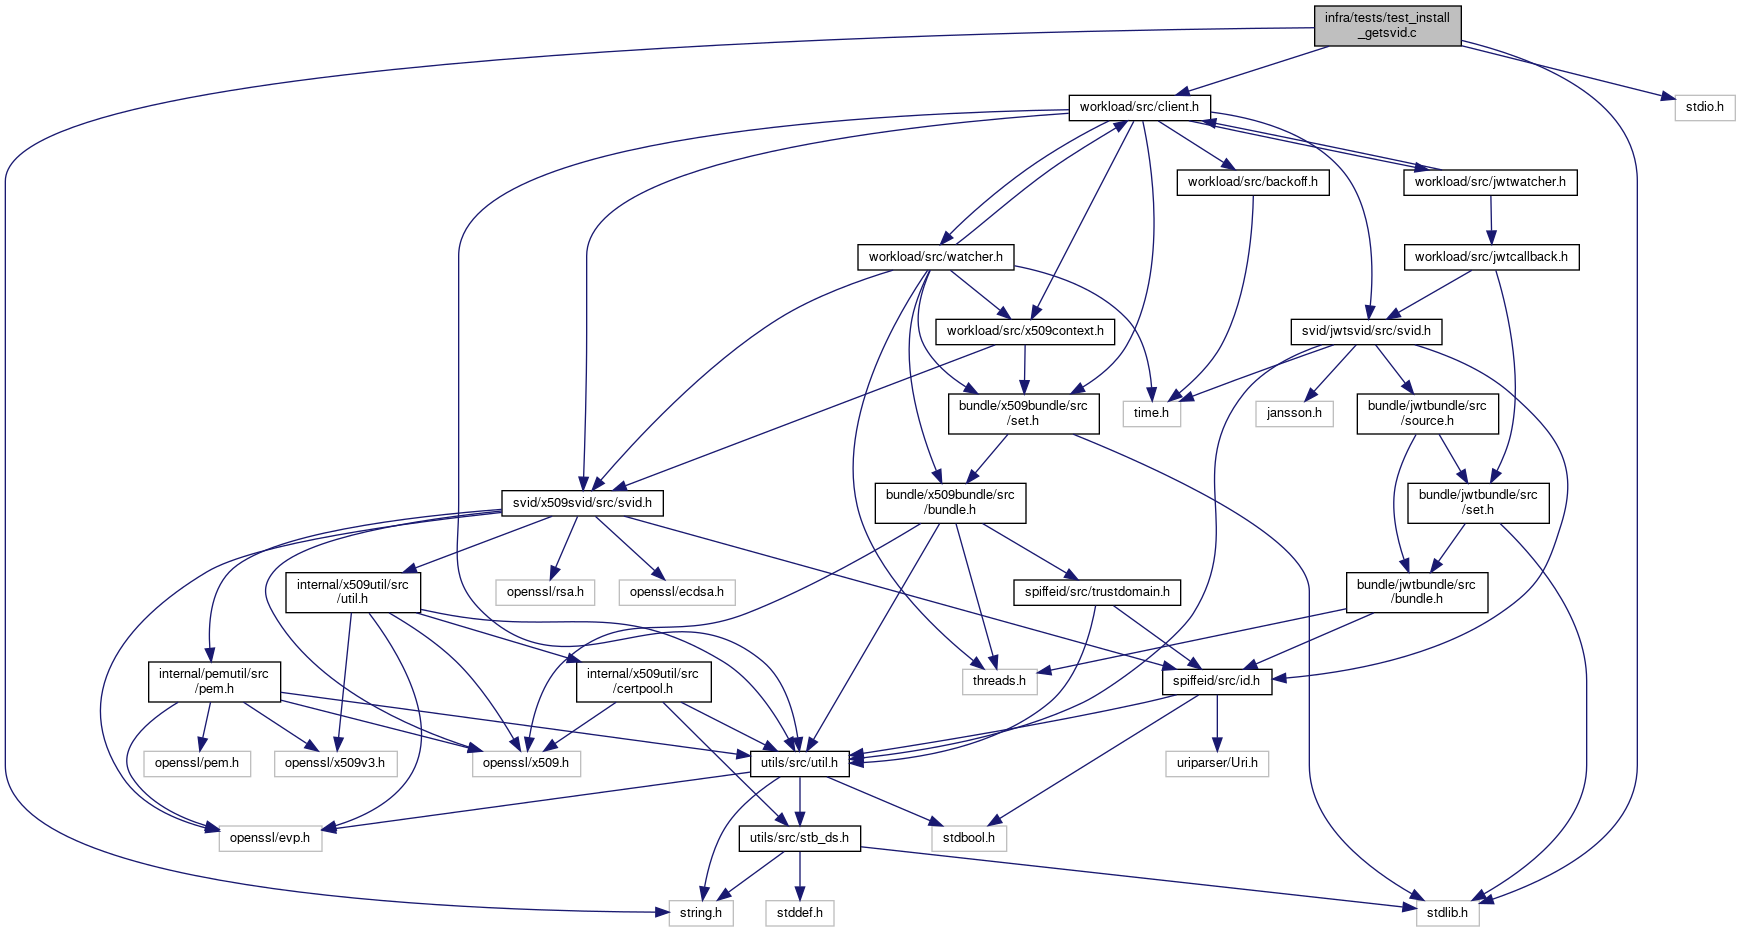 infra/tests/test_install
_getsvid.c
workload/src/client.h
stdio.h
workload/src/backoff.h
workload/src/jwtwatcher.h
workload/src/watcher.h
workload/src/jwtcallback.h
workload/src/x509context.h
svid/jwtsvid/src/svid.h
bundle/x509bundle/src
/set.h
time.h
jansson.h
bundle/jwtbundle/src
/source.h
svid/x509svid/src/svid.h
bundle/x509bundle/src
/bundle.h
bundle/jwtbundle/src
/set.h
internal/x509util/src
/util.h
openssl/rsa.h
openssl/ecdsa.h
spiffeid/src/trustdomain.h
bundle/jwtbundle/src
/bundle.h
internal/pemutil/src
/pem.h
internal/x509util/src
/certpool.h
threads.h
spiffeid/src/id.h
openssl/pem.h
openssl/x509v3.h
openssl/x509.h
utils/src/util.h
uriparser/Uri.h
openssl/evp.h
utils/src/stb_ds.h
stdbool.h
string.h
stddef.h
stdlib.h